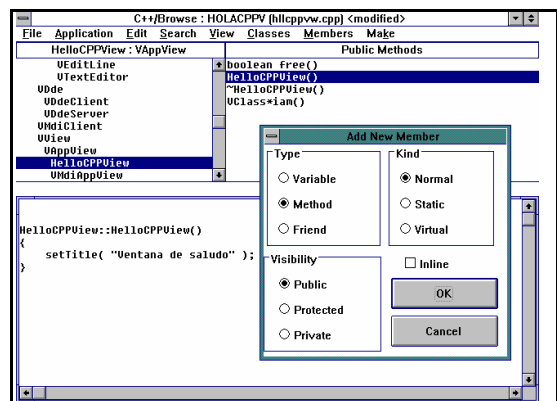 C++/Browse : HOLACPPV (hllcppvw.cpp) <modified>
File Application Edit Search View Classes Members Make
HelloCPPView : VAppView
Public Methods
VEditLine
VTextEditor
VDde
VDdeClient
VDdeServer
VMdiClient
VView
VAppView
HelloCPPView
VMdiAppView
boolean free()
HelloCPPView()
~HelloCPPView()
VClass*iam()
HelloCPPView::HelloCPPView()
{
setTitle( "Ventana de saludo" );
}
Add New Member
Type
Variable
Method
Friend
Kind
Normal
Static
Virtual
Visibility
Public
Protected
Private
Inline
OK
Cancel